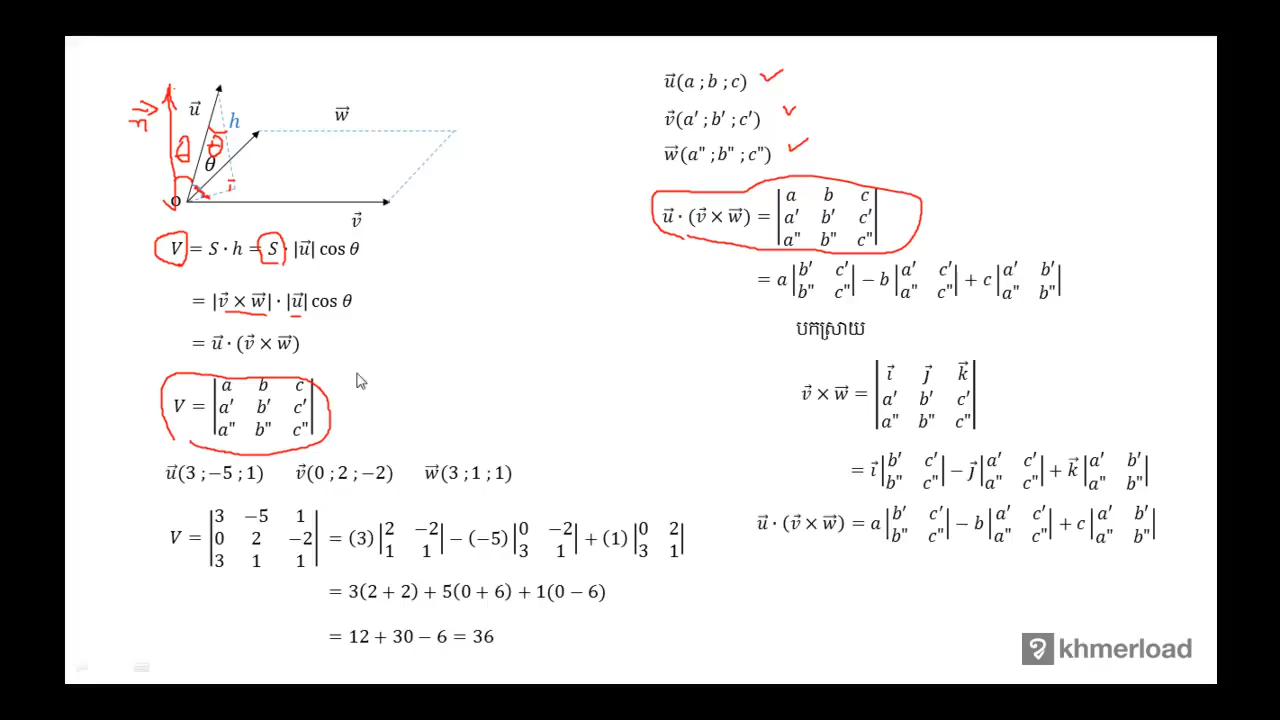 n⃗ u⃗ h w⃗
θ θ
θ
O v⃗
V = S · h = S · |u⃗| cos θ
= |v⃗ × w⃗| · |u⃗| cos θ
= u⃗ · (v⃗ × w⃗)
V = |a b c|
|a′ b′ c′|
|a" b" c"|
u⃗(3 ; −5 ; 1) v⃗(0 ; 2 ; −2) w⃗(3 ; 1 ; 1)
V = |3 −5 1; 0 2 −2; 3 1 1| = (3) |2 −2; 1 1| − (−5) |0 −2; 3 1| + (1) |0 2; 3 1|
= 3(2 + 2) + 5(0 + 6) + 1(0 − 6)
= 12 + 30 − 6 = 36
u⃗(a ; b ; c)
v⃗(a′ ; b′ ; c′)
w⃗(a" ; b" ; c")
u⃗ · (v⃗ × w⃗) = |a b c; a′ b′ c′; a" b" c"|
= a |b′ c′; b" c"| − b |a′ c′; a" c"| + c |a′ b′; a" b"|
បកស្រាយ
v⃗ × w⃗ = |i⃗ j⃗ k⃗; a′ b′ c′; a" b" c"|
= i⃗ |b′ c′; b" c"| − j⃗ |a′ c′; a" c"| + k⃗ |a′ b′; a" b"|
u⃗ · (v⃗ × w⃗) = a |b′ c′; b" c"| − b |a′ c′; a" c"| + c |a′ b′; a" b"|
khmerload